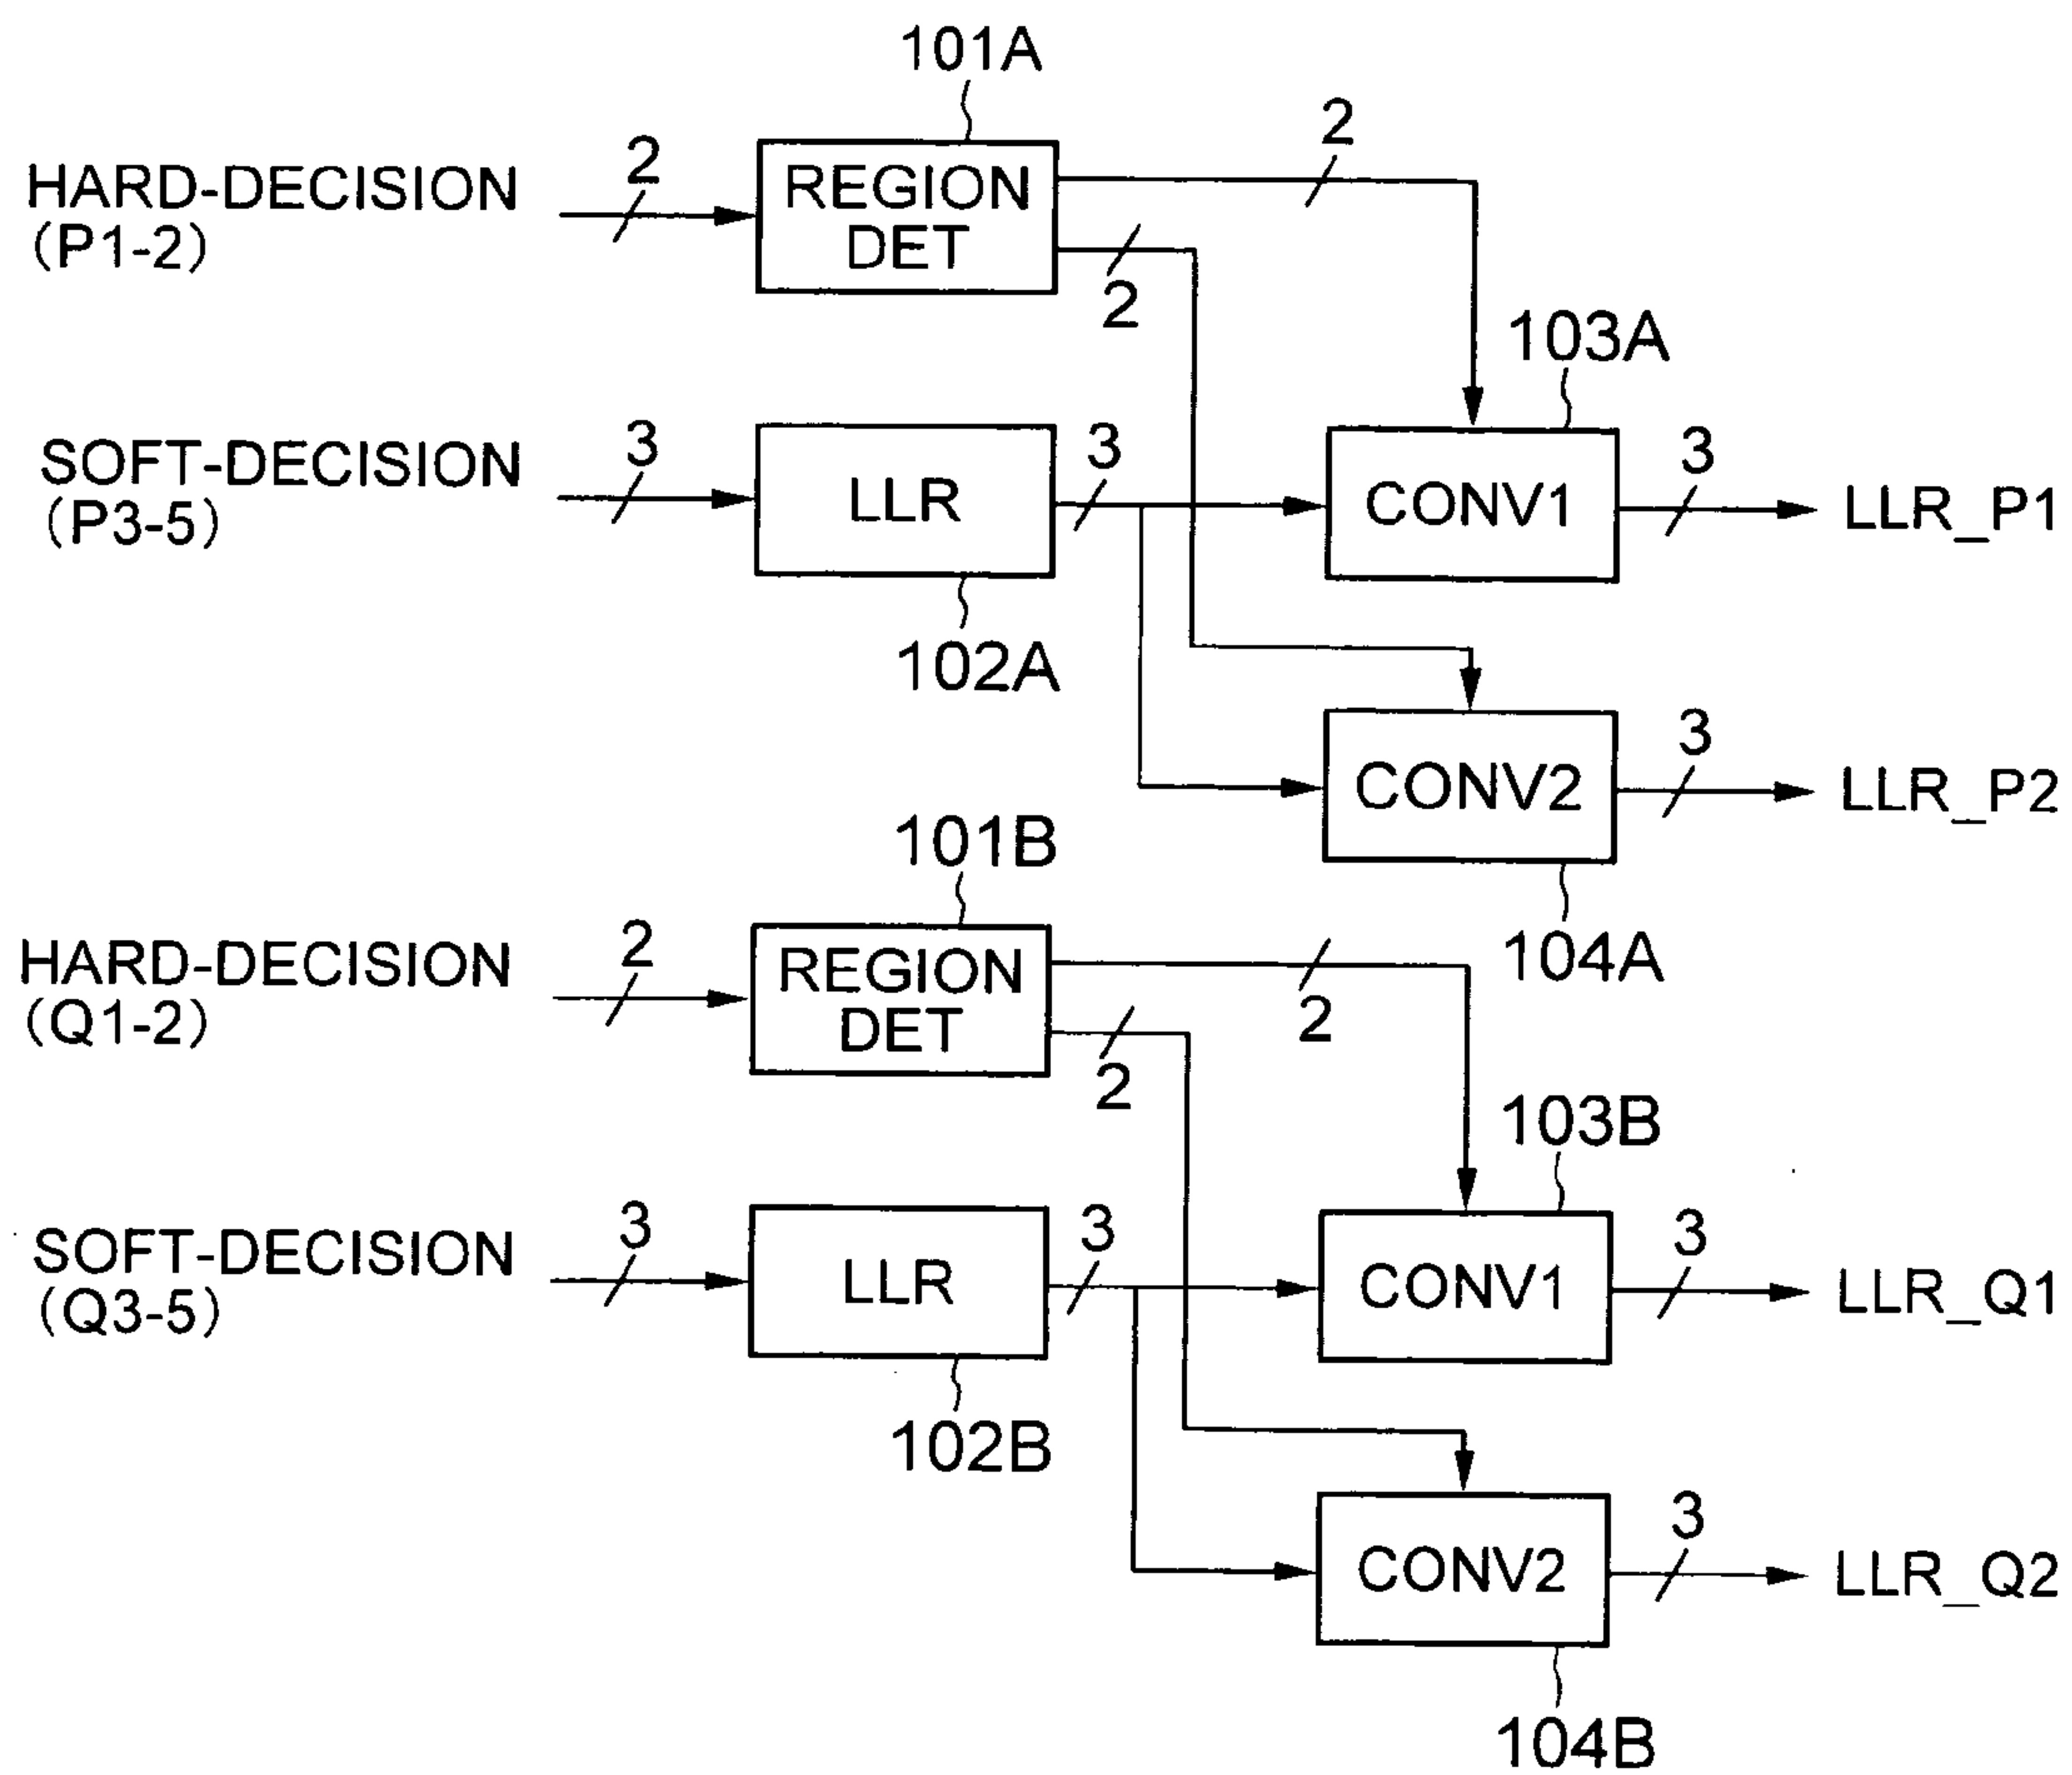 101A
2
2
HARD-DECISION
(P1-2)
REGION
DET
2
103A
SOFT-DECISION
(P3-5)
3
LLR
3
CONV1
3
LLR_P1
102A
CONV2
3
LLR_P2
101B
104A
HARD-DECISION
(Q1-2)
2
REGION
DET
2
2
103B
SOFT-DECISION
(Q3-5)
3
LLR
3
CONV1
3
LLR_Q1
102B
CONV2
3
LLR_Q2
104B